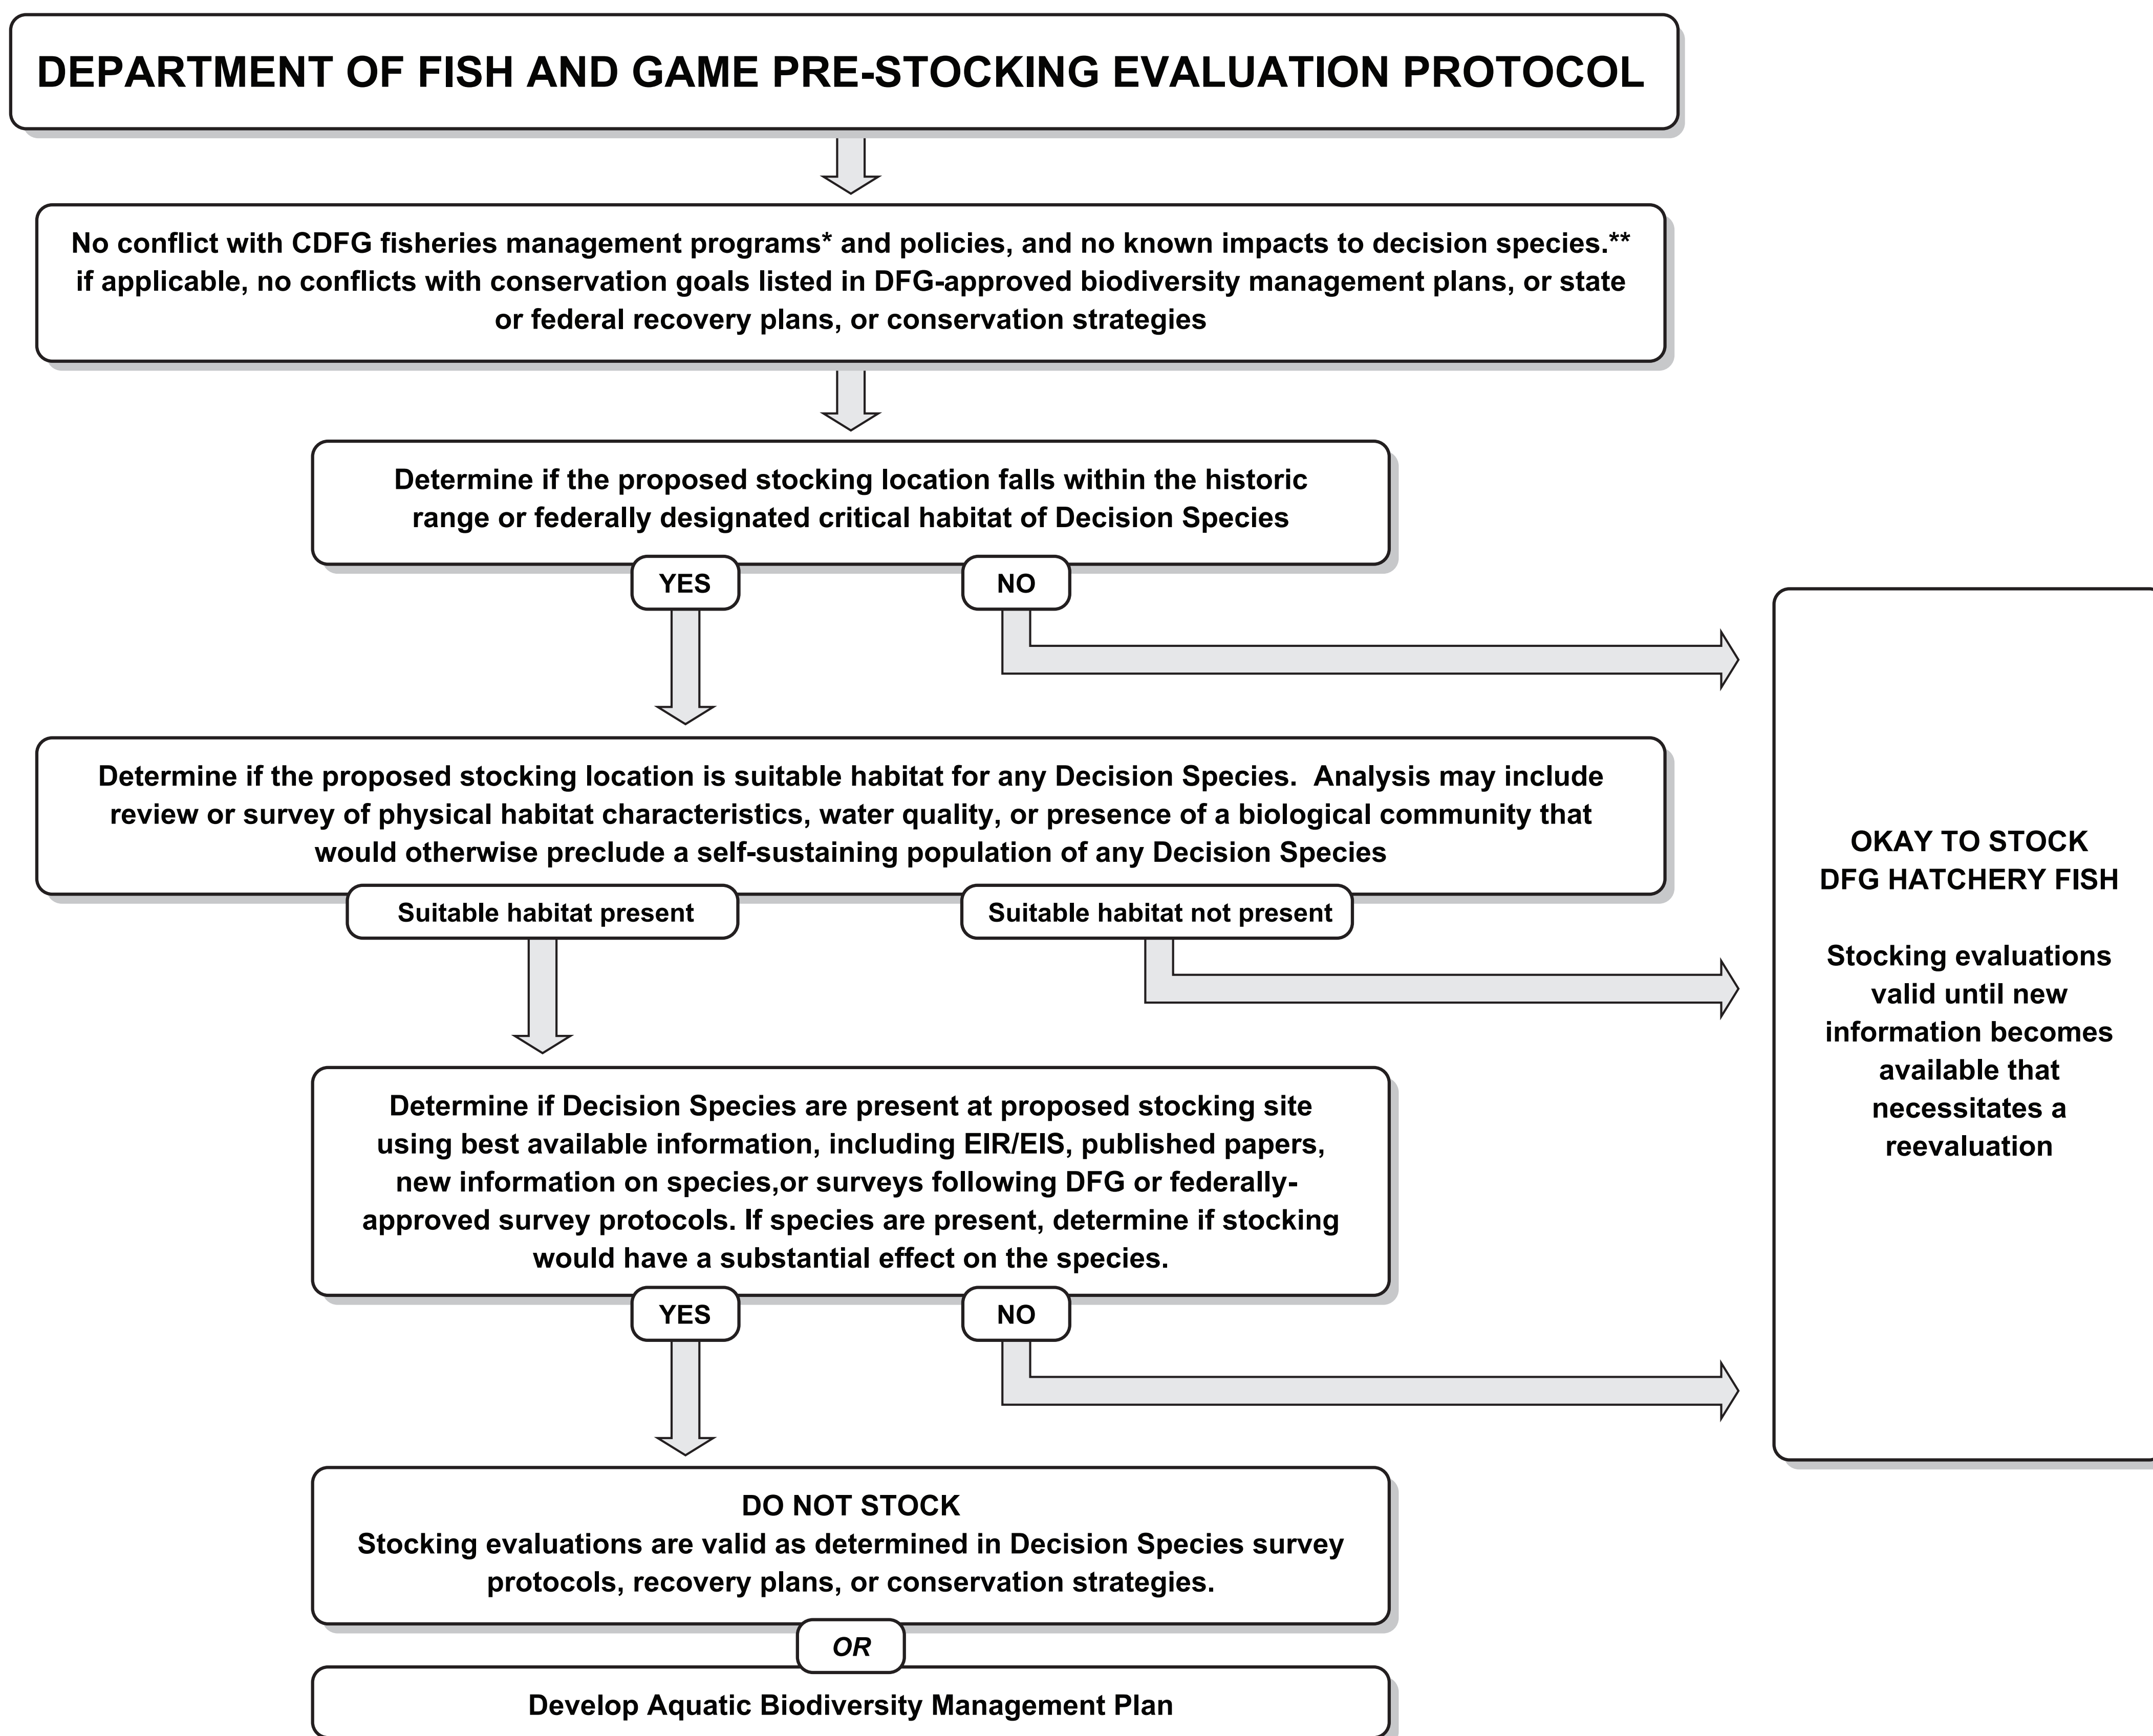 DEPARTMENT OF FISH AND GAME PRE-STOCKING EVALUATION PROTOCOL
No conflict with CDFG fisheries management programs* and policies, and no known impacts to decision species.**
if applicable, no conflicts with conservation goals listed in DFG-approved biodiversity management plans, or state
or federal recovery plans, or conservation strategies
Determine if the proposed stocking location falls within the historic
range or federally designated critical habitat of Decision Species
YES
NO
Determine if the proposed stocking location is suitable habitat for any Decision Species.  Analysis may include
review or survey of physical habitat characteristics, water quality, or presence of a biological community that
would otherwise preclude a self-sustaining population of any Decision Species
Suitable habitat present
Suitable habitat not present
Determine if Decision Species are present at proposed stocking site
using best available information, including EIR/EIS, published papers,
new information on species,or surveys following DFG or federally-
approved survey protocols. If species are present, determine if stocking
would have a substantial effect on the species.
YES
NO
OKAY TO STOCK
DFG HATCHERY FISH
Stocking evaluations
valid until new
information becomes
available that
necessitates a
reevaluation
DO NOT STOCK
Stocking evaluations are valid as determined in Decision Species survey
protocols, recovery plans, or conservation strategies.
OR
Develop Aquatic Biodiversity Management Plan